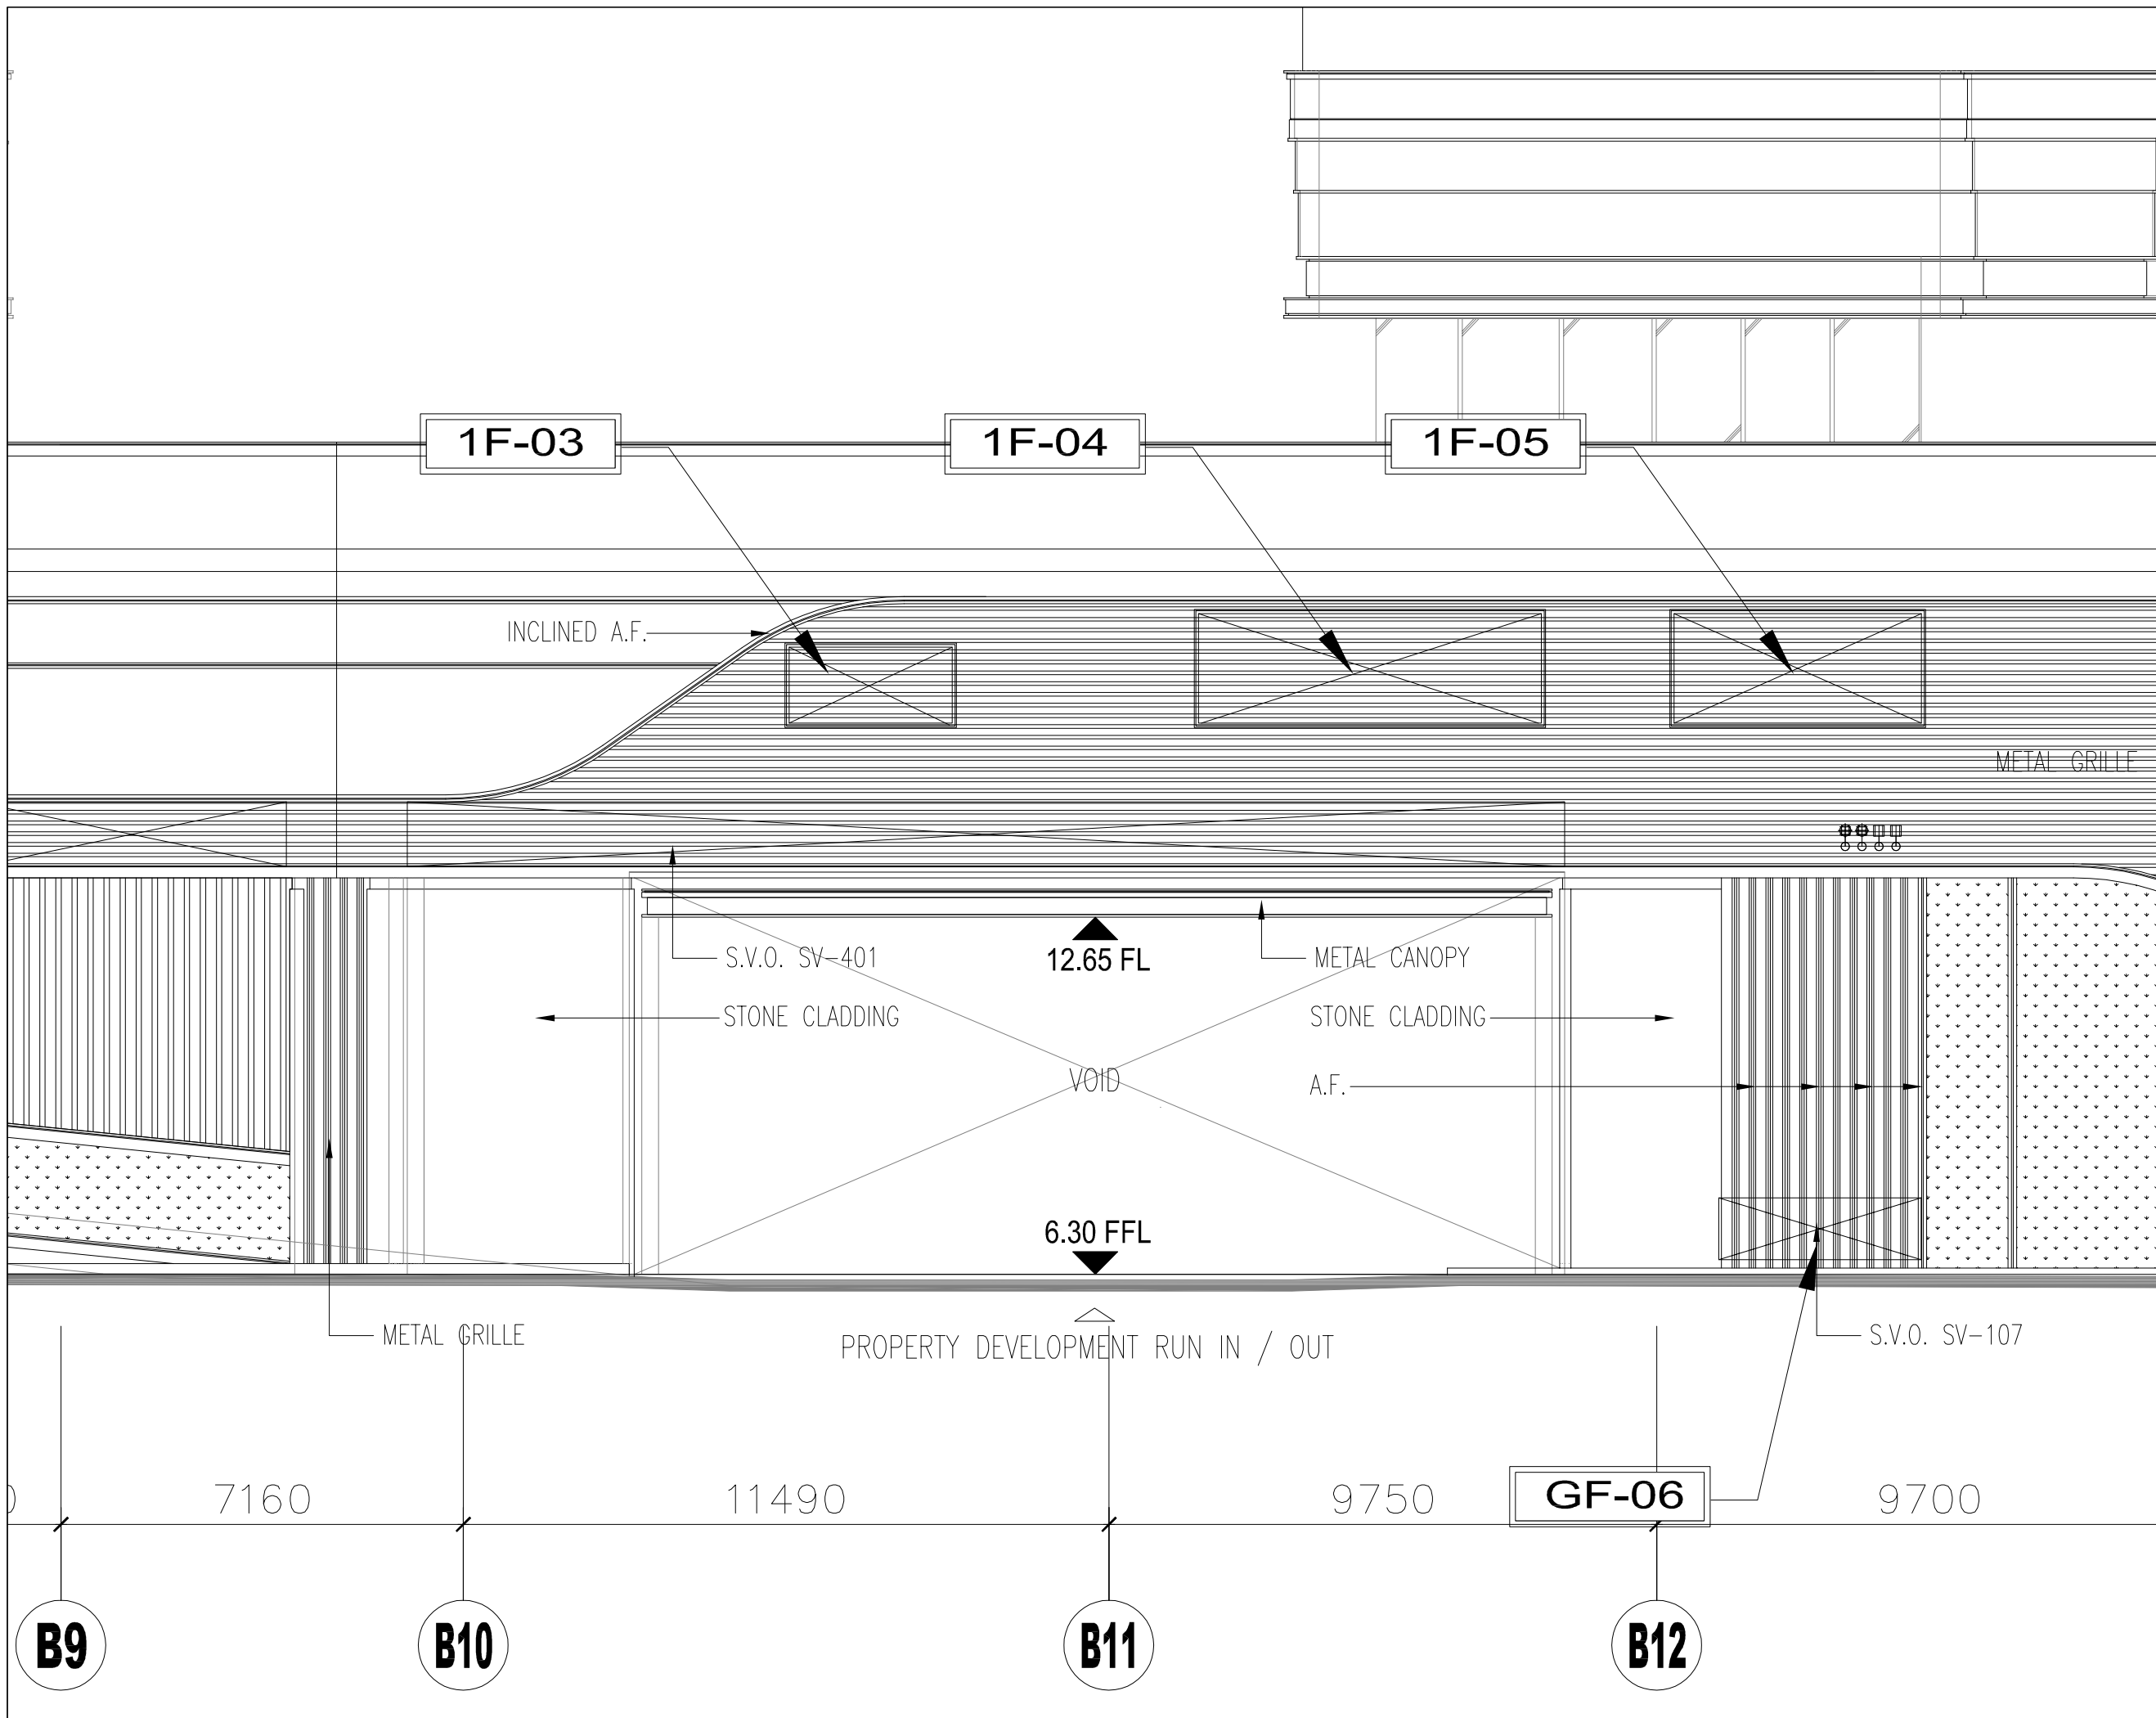 1F-03
1F-04
1F-05
INCLINED A.F.
METAL GRILLE
S.V.O. SV-401
12.65 FL
METAL CANOPY
STONE CLADDING
STONE CLADDING
VOID
A.F.
6.30 FFL
METAL GRILLE
PROPERTY DEVELOPMENT RUN IN / OUT
S.V.O. SV-107
7160
11490
9750
GF-06
9700
B9
B10
B11
B12